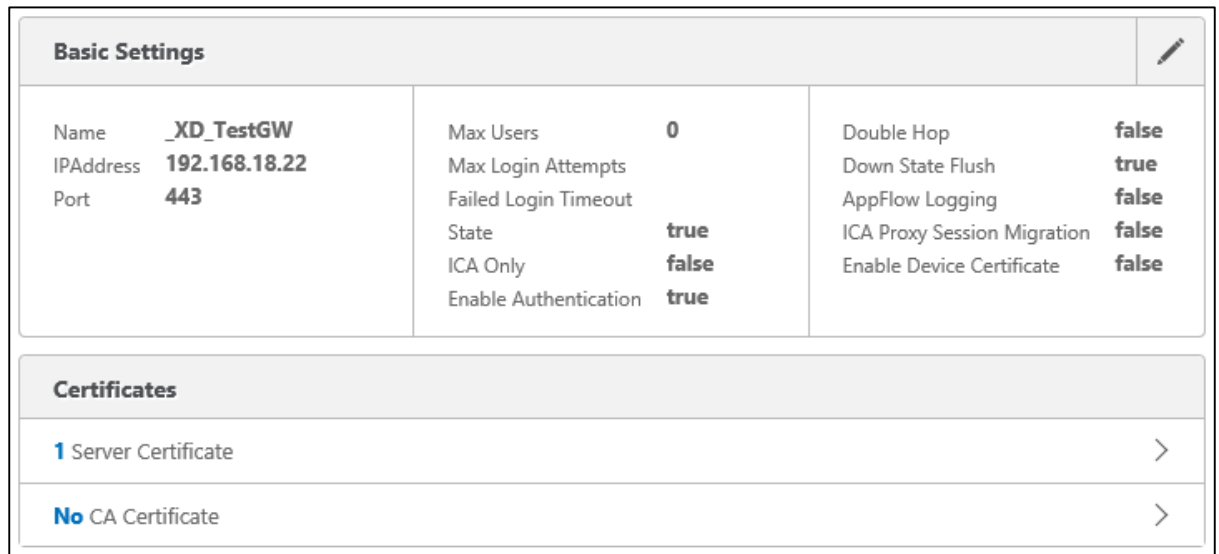 Basic Settings
Name _XD_TestGW
IPAddress 192.168.18.22
Port 443
Max Users 0
Max Login Attempts
Failed Login Timeout
State true
ICA Only false
Enable Authentication true
Double Hop false
Down State Flush true
AppFlow Logging false
ICA Proxy Session Migration false
Enable Device Certificate false
Certificates
1 Server Certificate
No CA Certificate